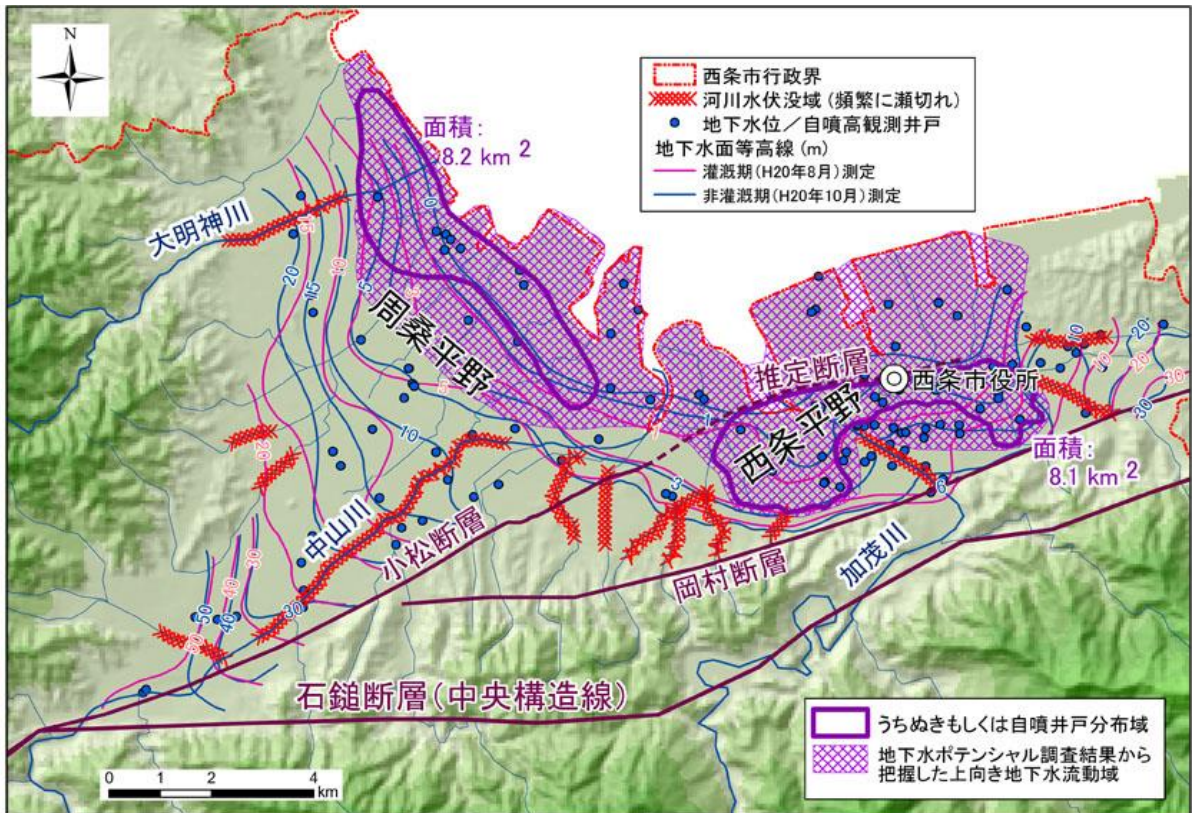 N
西条市行政界
河川水伏没域 (頻繁に瀬切れ)
地下水位／自噴高観測井戸
地下水面等高線 (m)
灌漑期(H20年8月)測定
非灌漑期(H20年10月)測定
面積:
8.2 km 2
大明神川
15
10
0
20
15
5
5
周桑平野
推定断層
西条市役所
西条平野
10
20
10
20
30
30
面積:
8.1 km 2
1
5
10
20
3
6
中山川
小松断層
岡村断層
加茂川
30
40
50
40
50
30
石鎚断層(中央構造線)
うちぬきもしくは自噴井戸分布域
地下水ポテンシャル調査結果から
把握した上向き地下水流動域
0 1 2 4
km